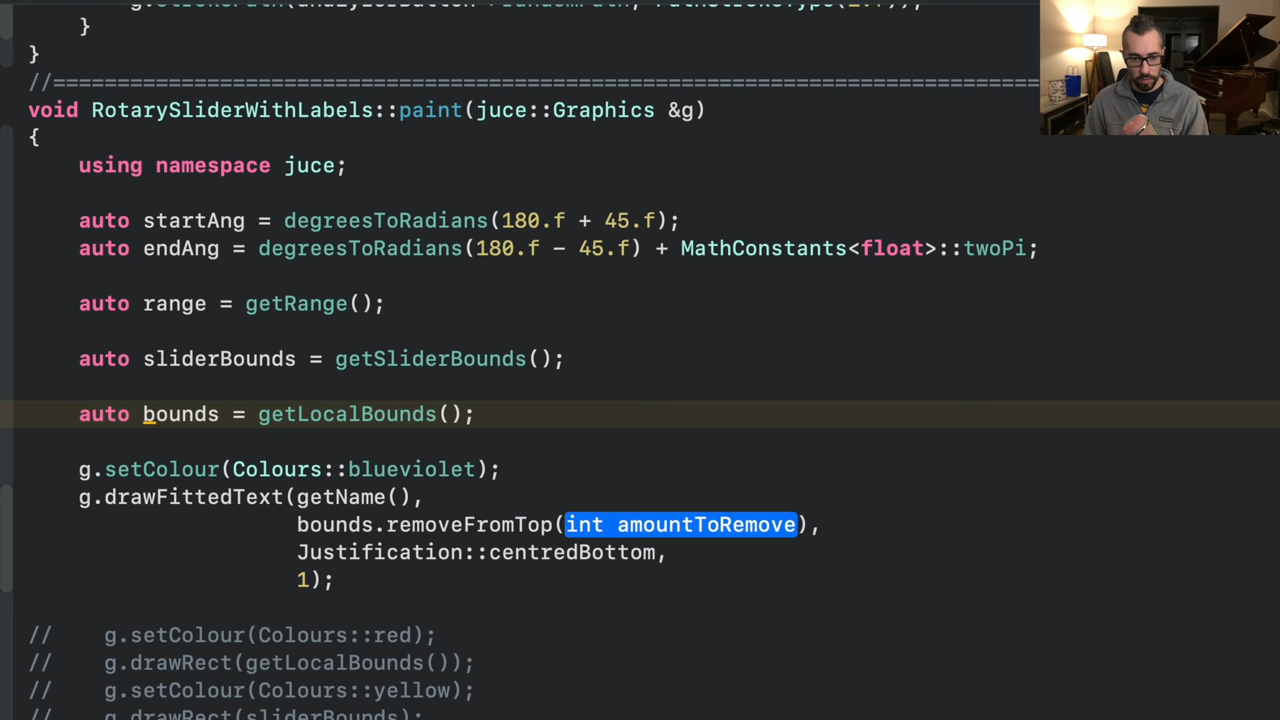 }
}
//==============================================================================
void RotarySliderWithLabels::paint(juce::Graphics &g)
{
using namespace juce;
auto startAng = degreesToRadians(180.f + 45.f);
auto endAng = degreesToRadians(180.f - 45.f) + MathConstants<float>::twoPi;
auto range = getRange();
auto sliderBounds = getSliderBounds();
auto bounds = getLocalBounds();
g.setColour(Colours::blueviolet);
g.drawFittedText(getName(),
bounds.removeFromTop(int amountToRemove),
Justification::centredBottom,
1);
// g.setColour(Colours::red);
// g.drawRect(getLocalBounds());
// g.setColour(Colours::yellow);
// g.drawRect(sliderBounds);